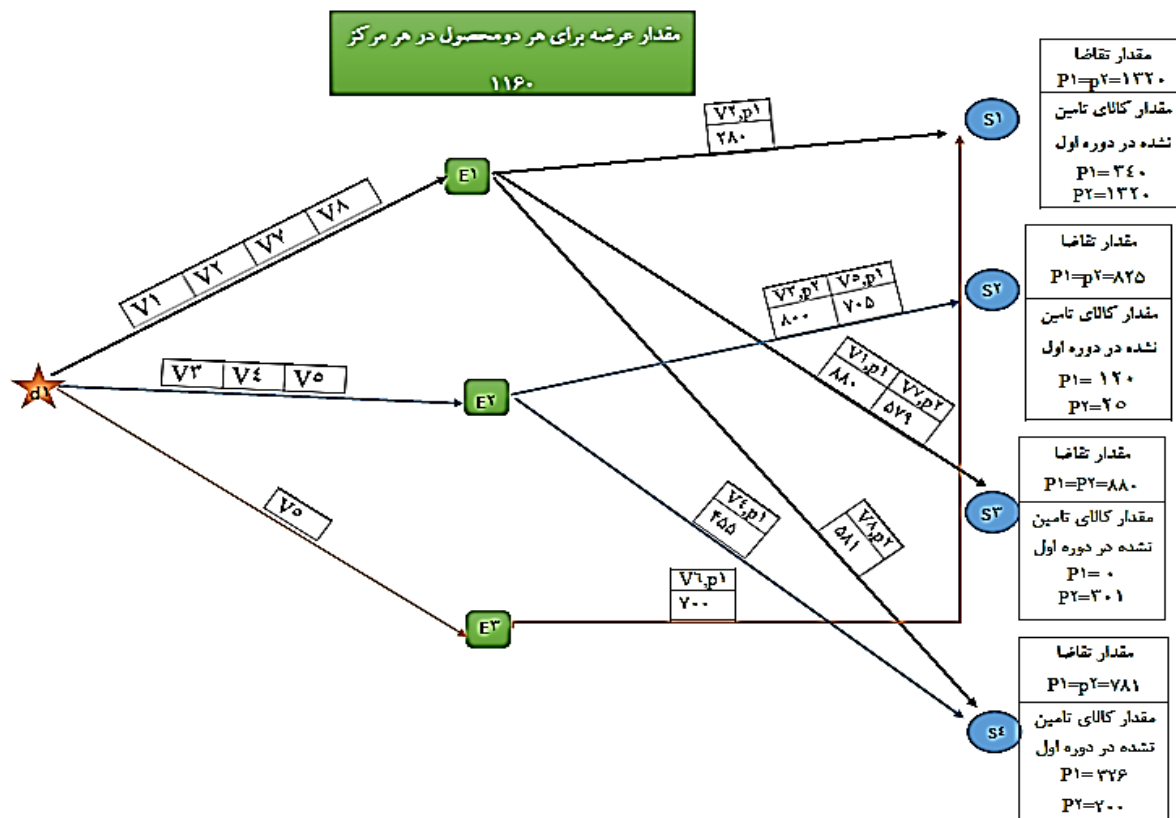 مقدار عرضه برای هر دومحصول در هر مرکز
۱۱۶۰
مقدار تقاضا
P۱=p۲=۱۳۲۰
مقدار کالای تامین
نشده در دوره اول
P۱= ۳٤۰
P۲=۱۳۲۰
V۲,p۱
۲۸۰
S۱
E۱
V۱ V۲ V۷ V۸
مقدار تقاضا
P۱=p۲=۸۲۵
مقدار کالای تامین
نشده در دوره اول
P۱= ۱۲۰
P۲=۲۵
V۳,p۲ V۵,p۱
۸۰۰ ۷۰۵
S۲
V۳ V٤ V۵
d۱
E۲
V۱,p۱ V۷,p۲
۸۸۰ ۵۷۹
مقدار تقاضا
P۱=P۲=۸۸۰
مقدار کالای تامین
نشده در دوره اول
P۱= ۰
P۲=۳۰۱
S۳
V۵
V٤,p۱
۴۵۵
V۸,p۲
۵۸۱
V٦,p۱
۷۰۰
E۳
مقدار تقاضا
P۱=p۲=۷۸۱
مقدار کالای تامین
نشده در دوره اول
P۱= ۳۲۶
P۲=۲۰۰
S٤